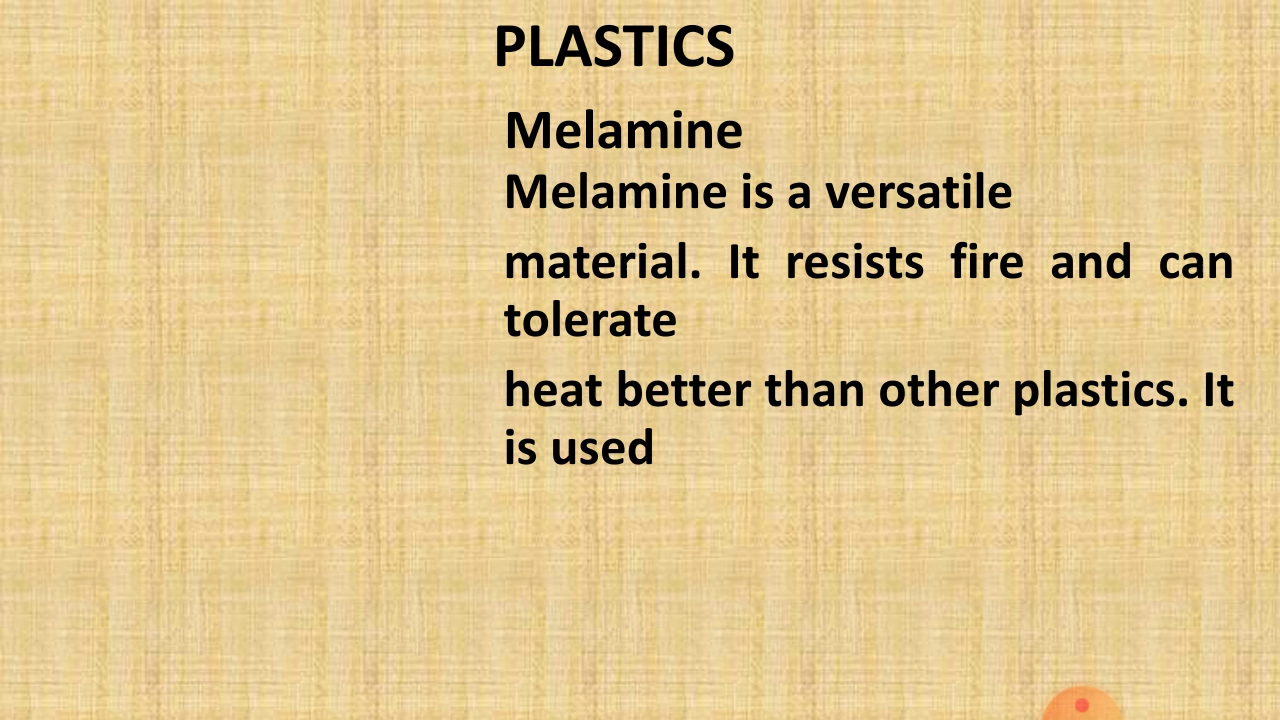 PLASTICS
Melamine
Melamine is a versatile
material. It resists fire and can
tolerate
heat better than other plastics. It
is used